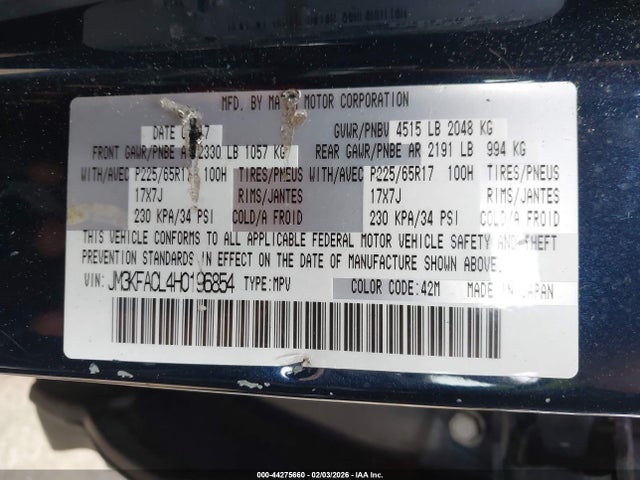 MFD. BY MOTOR CORPORATION
DATE GVWR/PNBV 4515 LB 2048 KG
FRONT GAWR/PNBE 2330 LB 1057 KG REAR GAWR/PNBE AR 2191 LB 994 KG
WITH/AVEC P225/65R17 100H TIRES/PNEUS WITH/AVEC P225/65R17 100H TIRES/PNEUS
17X7J RIMS/JANTES 17X7J RIMS/JANTES
230 KPA/34 PSI COLD/A FROID 230 KPA/34 PSI COLD/A FROID
THIS VEHICLE CONFORMS TO ALL APPLICABLE FEDERAL MOTOR VEHICLE SAFETY AND THEFT
PREVENTION STANDARDS IN EFFECT ON THE DATE OF MANUFACTURE SHOWN ABOVE.
VIN: JM3KFACL4H0196854 TYPE:MPV COLOR CODE:42M MADE IN JAPAN
000-44275660 - 02/03/2026 - IAA Inc.